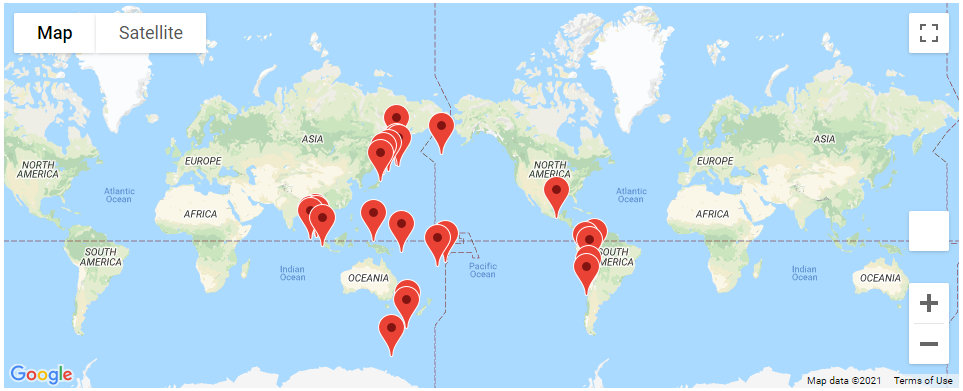 Map
Satellite
ASIA
ASIA
EUROPE
EUROPE
NORTH
AMERICA
NORTH
AMERICA
Atlantic
Ocean
Atlantic
Ocean
AFRICA
AFRICA
SOUTH
AMERICA
SOUTH
AMERICA
Indian
Ocean
OCEANIA
Pacific
Ocean
Indian
Ocean
OCEANIA
Google
Map data ©2021
Terms of Use